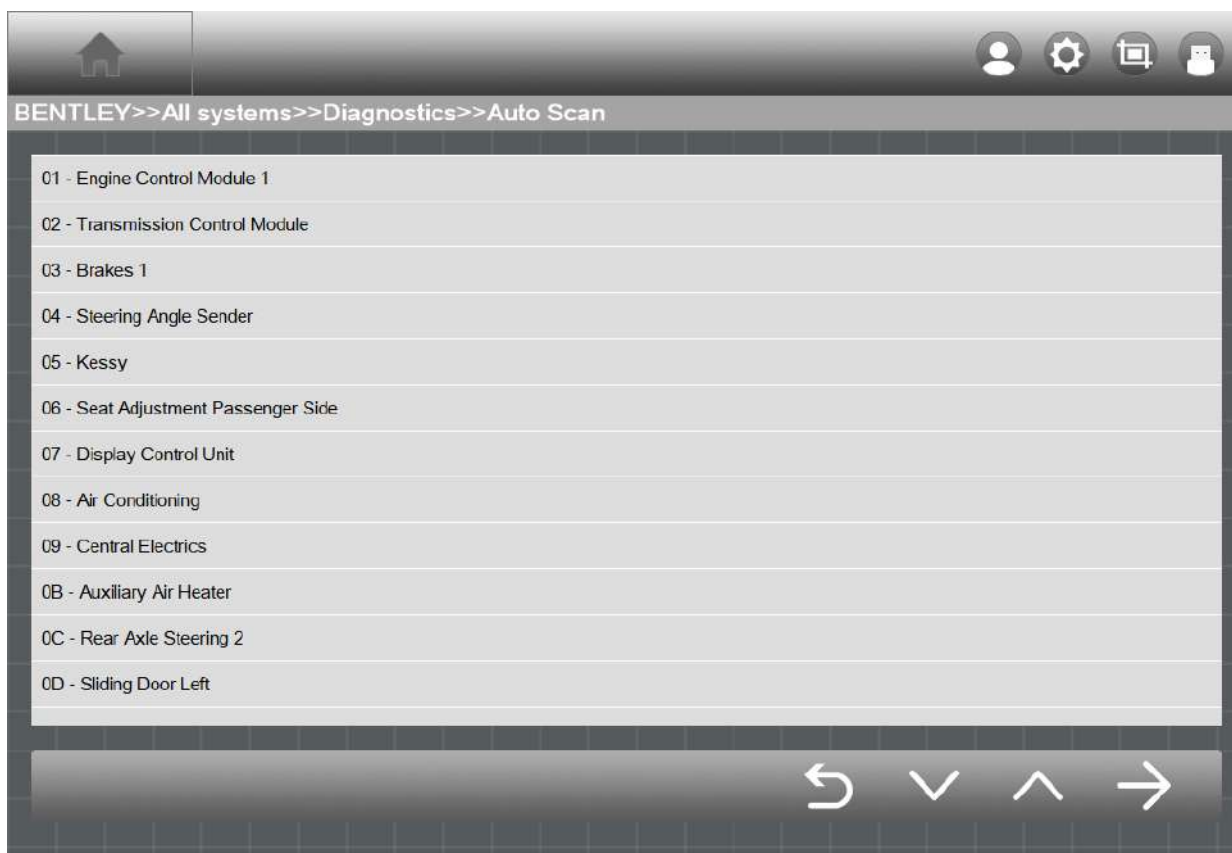 BENTLEY>>All systems>>Diagnostics>>Auto Scan
01 - Engine Control Module 1
02 - Transmission Control Module
03 - Brakes 1
04 - Steering Angle Sender
05 - Kessy
06 - Seat Adjustment Passenger Side
07 - Display Control Unit
08 - Air Conditioning
09 - Central Electrics
0B - Auxiliary Air Heater
0C - Rear Axle Steering 2
0D - Sliding Door Left